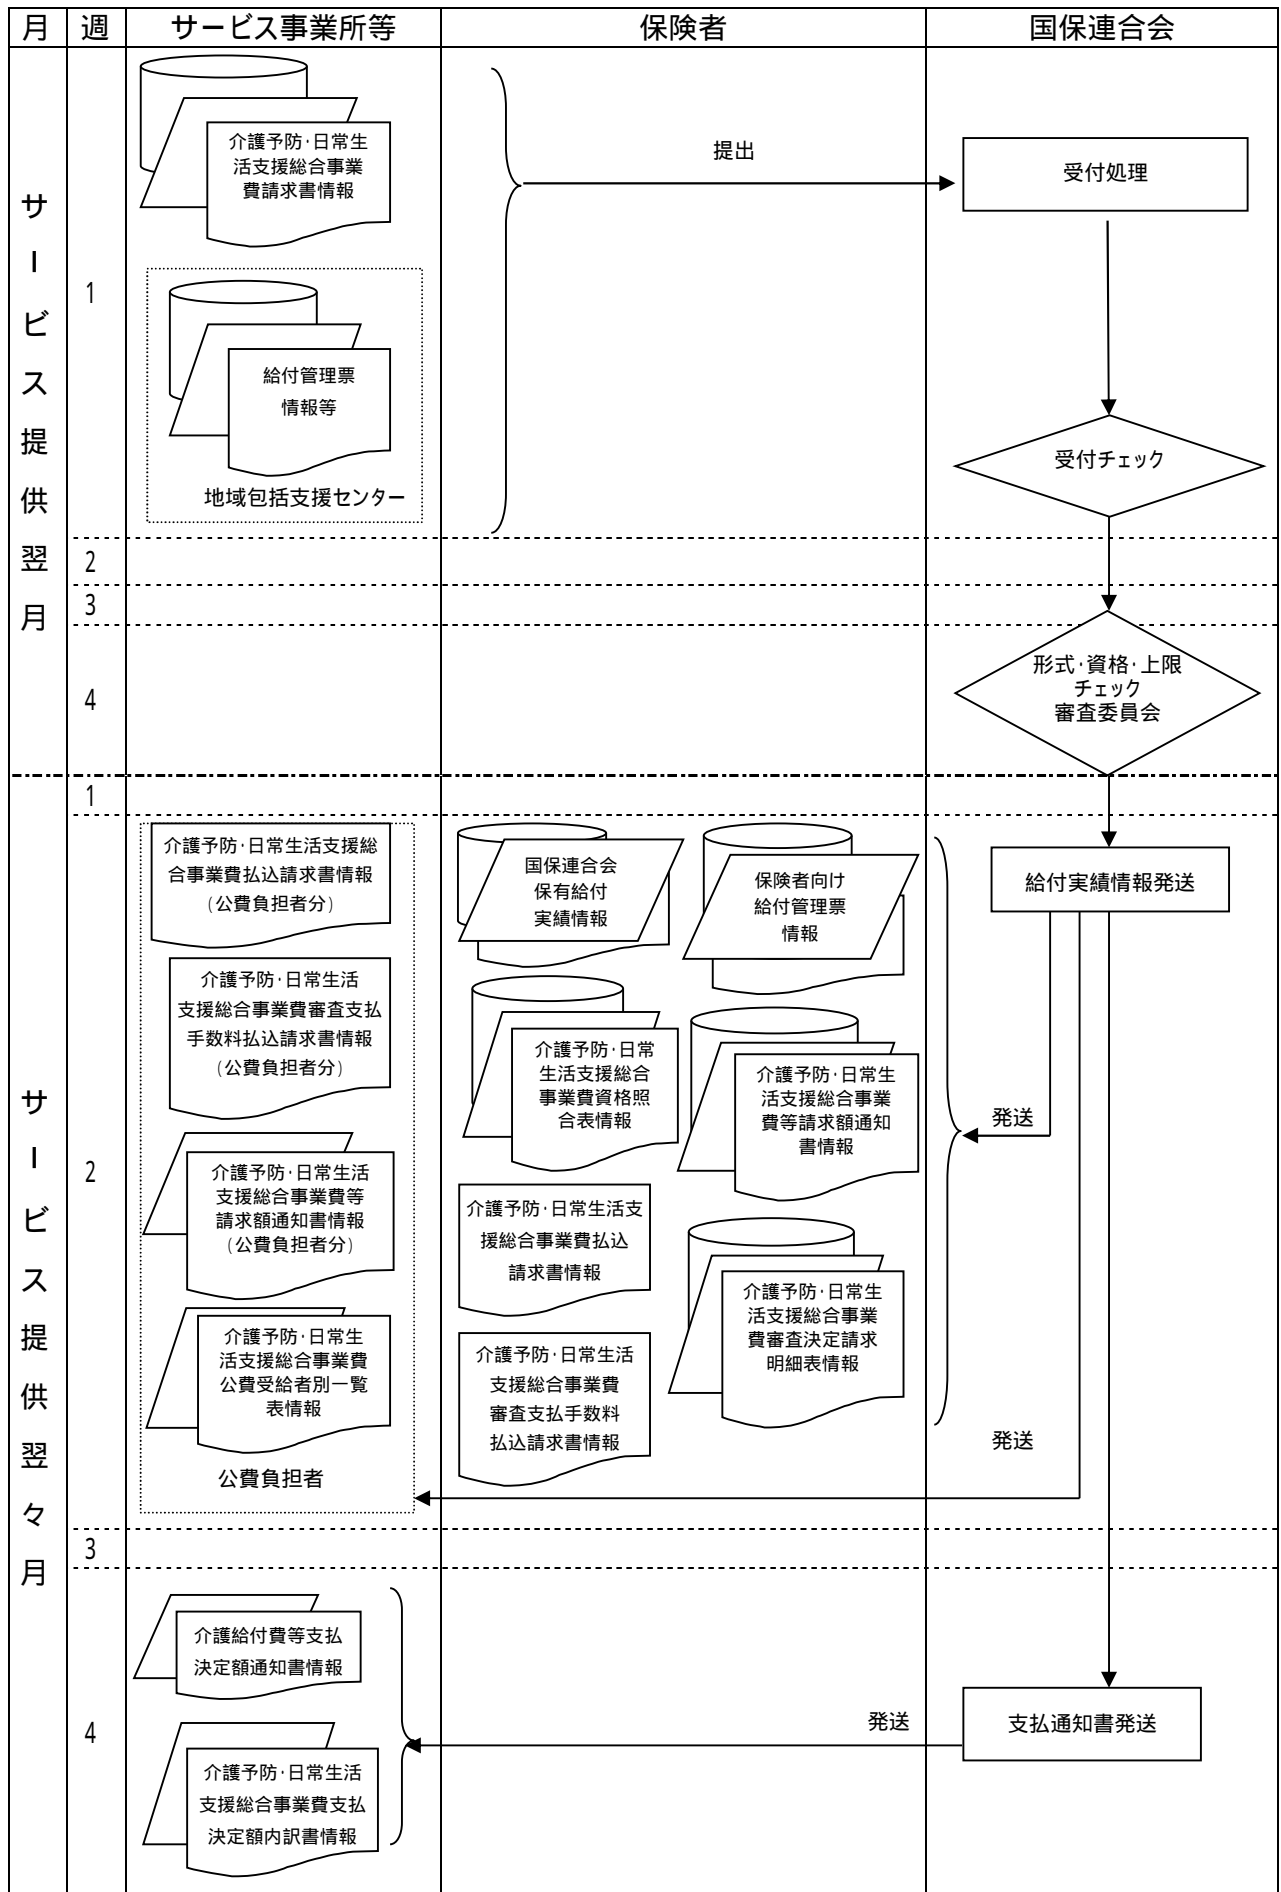 月
週
サービス事業所等
保険者
国保連合会
サービス提供翌月
1
介護予防・日常生
活支援総合事業
費請求書情報
提出
受付処理
給付管理票
情報等
地域包括支援センター
受付チェック
2
3
4
形式・資格・上限
チェック
審査委員会
サービス提供翌々月
1
2
介護予防・日常生活支援総
合事業費払込請求書情報
（公費負担者分）
介護予防・日常生活
支援総合事業費審査支払
手数料払込請求書情報
（公費負担者分）
介護予防・日常生活
支援総合事業費等
請求額通知書情報
（公費負担者分）
介護予防・日常生
活支援総合事業費
公費受給者別一覧
表情報
公費負担者
国保連合会
保有給付
実績情報
保険者向け
給付管理票
情報
介護予防・日常
生活支援総合
事業費資格照
合表情報
介護予防・日常生
活支援総合事業
費等請求額通知
書情報
介護予防・日常生活支
援総合事業費払込
請求書情報
介護予防・日常生
活支援総合事業
費審査決定請求
明細表情報
介護予防・日常生活
支援総合事業費
審査支払手数料
払込請求書情報
給付実績情報発送
発送
発送
3
4
介護給付費等支払
決定額通知書情報
介護予防・日常生活
支援総合事業費支払
決定額内訳書情報
発送
支払通知書発送